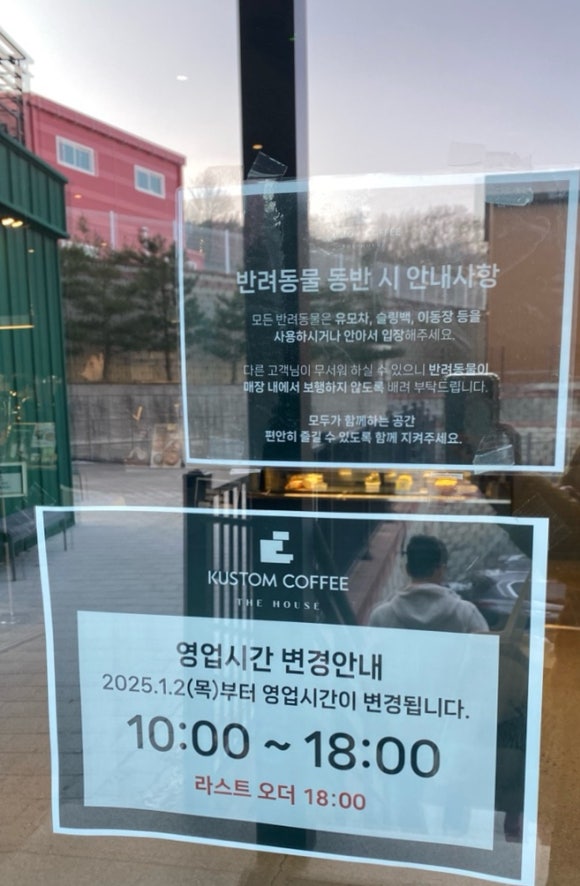 반려동물 동반 시 안내사항
모든 반려동물은 유모차, 슬링백, 이동장 등을
사용하시거나 안아서 입장해주세요.
다른 고객님이 무서워 하실 수 있으니 반려동물이
매장 내에서 보행하지 않도록 배려 부탁드립니다.
모두가 함께하는 공간
편안히 즐길 수 있도록 함께 지켜주세요.
KUSTOM COFFEE
THE HOUSE
영업시간 변경안내
2025.1.2(목)부터 영업시간이 변경됩니다.
10:00 ~ 18:00
라스트 오더 18:00